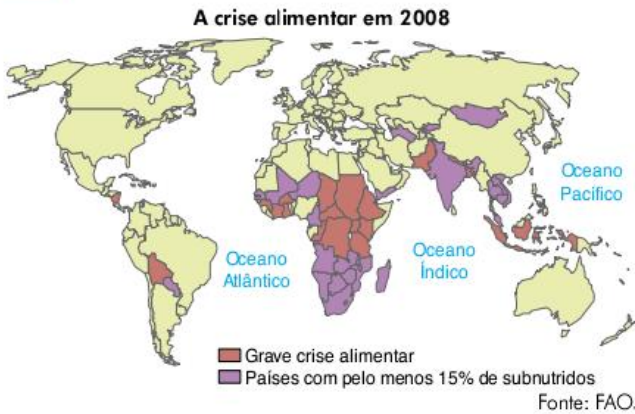 A crise alimentar em 2008
Oceano
Pacífico
Oceano
Atlântico
Oceano
Índico
Grave crise alimentar
Países com pelo menos 15% de subnutridos
Fonte: FAO.